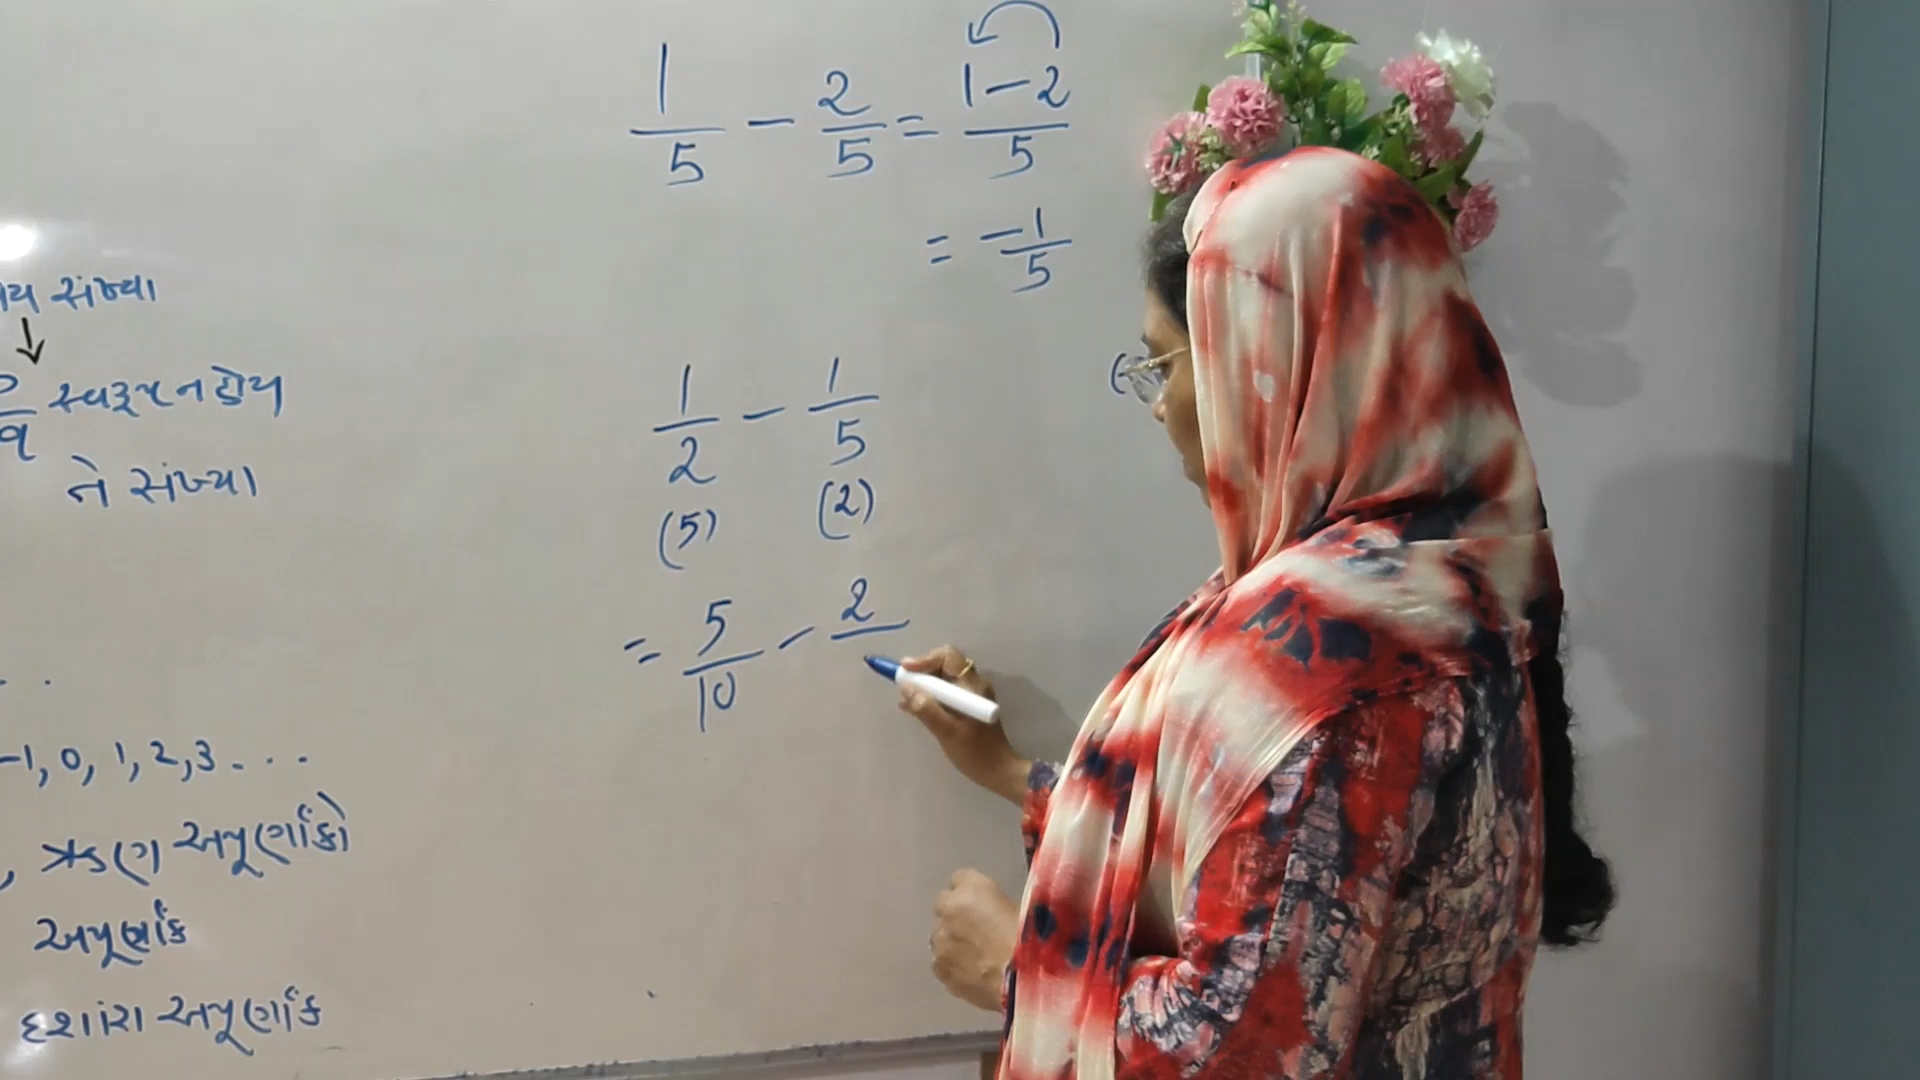 સંખ્યા
↓
સ્વરૂપ ન હોય
ને સંખ્યા
. .
-1, 0, 1, 2, 3 . . .
, ઋણ અપૂર્ણાંકો
અપૂર્ણાંક
દશાંશ અપૂર્ણાંક
1/5 - 2/5 = (1-2)/5
= -1/5
1/2 - 1/5
(5) (2)
= 5/10 - 2/